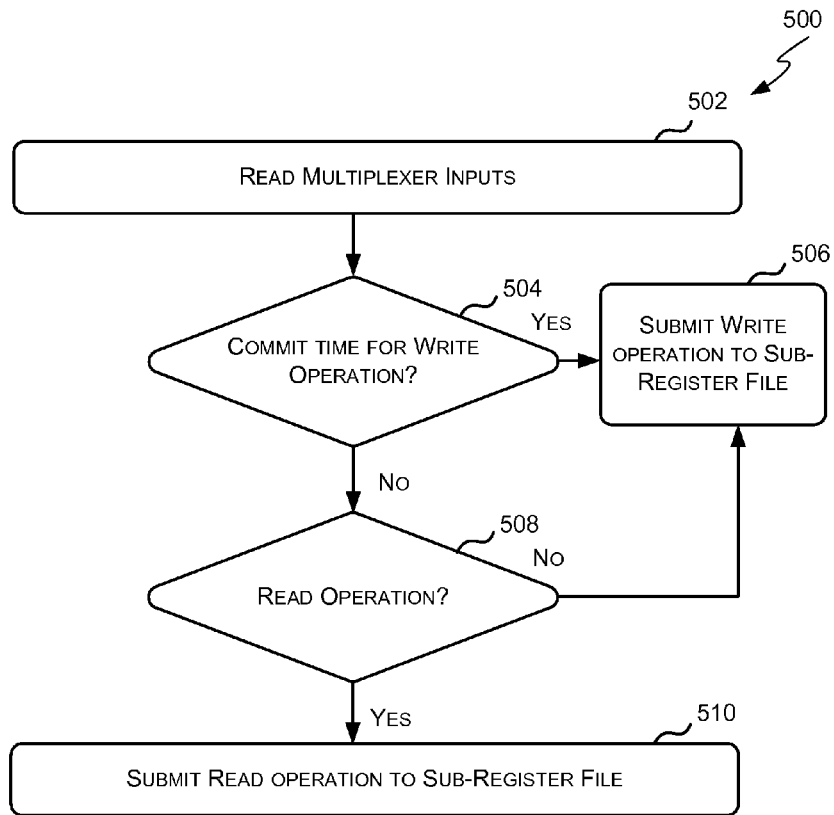 500
502
READ MULTIPLEXER INPUTS
504
COMMIT TIME FOR WRITE
OPERATION?
YES
506
SUBMIT WRITE
OPERATION TO SUB-
REGISTER FILE
NO
508
READ OPERATION?
NO
YES
510
SUBMIT READ OPERATION TO SUB-REGISTER FILE